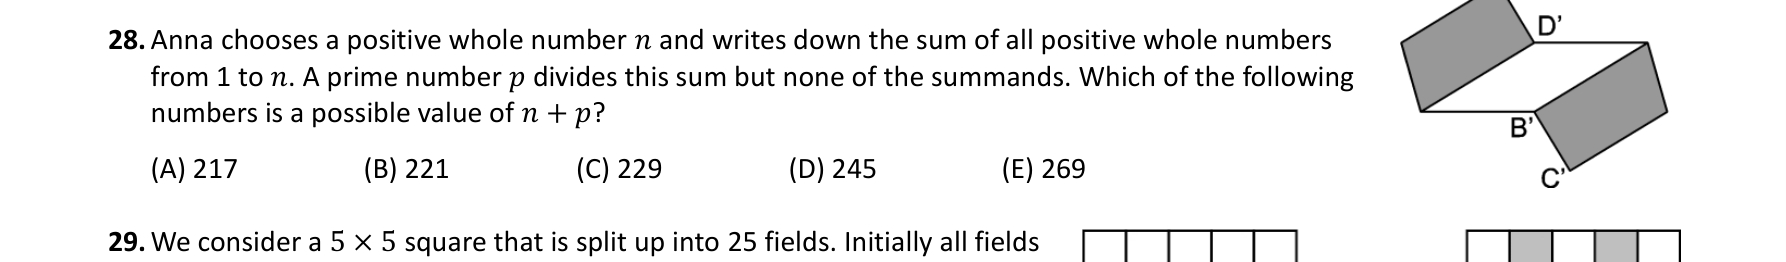 28. Anna chooses a positive whole number n and writes down the sum of all positive whole numbers
from 1 to n. A prime number p divides this sum but none of the summands. Which of the following
numbers is a possible value of n + p?
(A) 217 (B) 221 (C) 229 (D) 245 (E) 269
D'
B'
C'
29. We consider a 5 × 5 square that is split up into 25 fields. Initially all fields